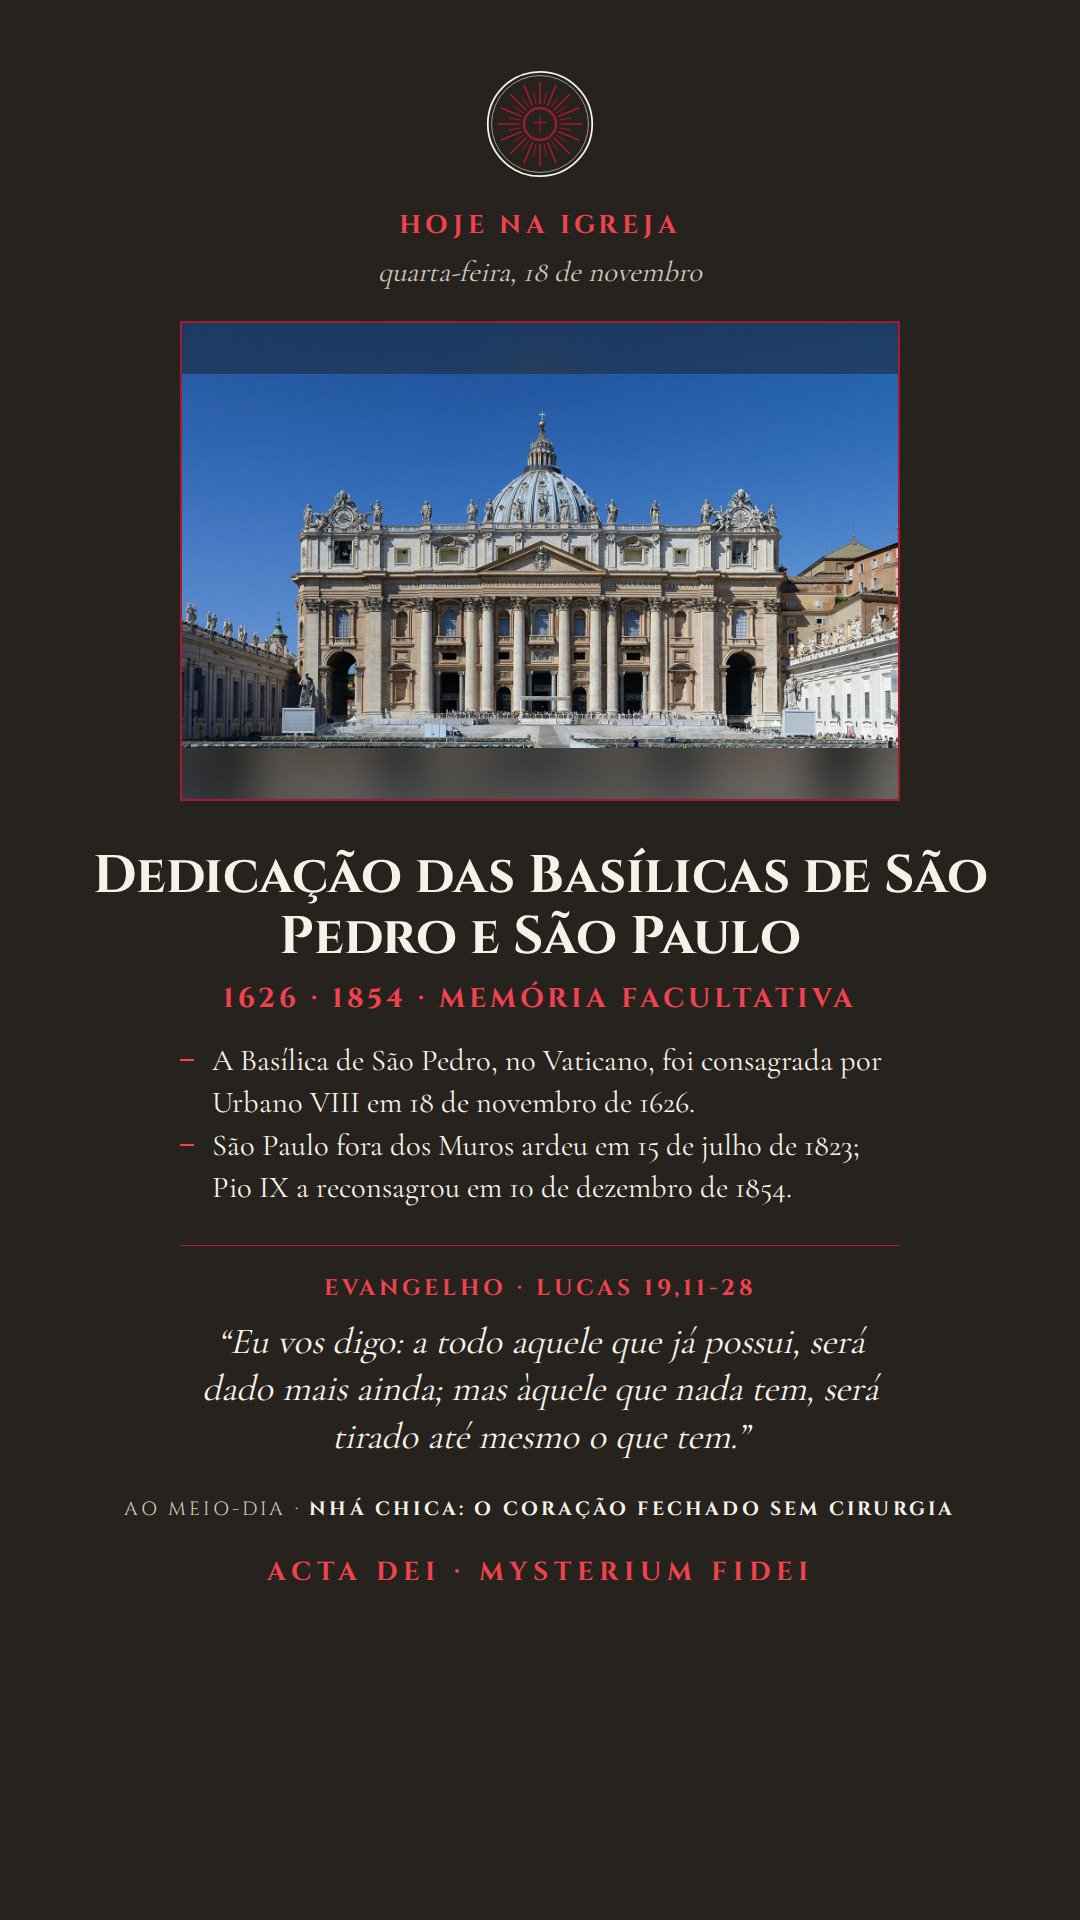 HOJE NA IGREJA
quarta-feira, 18 de novembro
Dedicação das Basílicas de São
Pedro e São Paulo
1626 · 1854 · MEMÓRIA FACULTATIVA
– A Basílica de São Pedro, no Vaticano, foi consagrada por
Urbano VIII em 18 de novembro de 1626.
– São Paulo fora dos Muros ardeu em 15 de julho de 1823;
Pio IX a reconsagrou em 10 de dezembro de 1854.
EVANGELHO · LUCAS 19,11-28
“Eu vos digo: a todo aquele que já possui, será
dado mais ainda; mas àquele que nada tem, será
tirado até mesmo o que tem.”
AO MEIO-DIA · NHÁ CHICA: O CORAÇÃO FECHADO SEM CIRURGIA
ACTA DEI · MYSTERIUM FIDEI